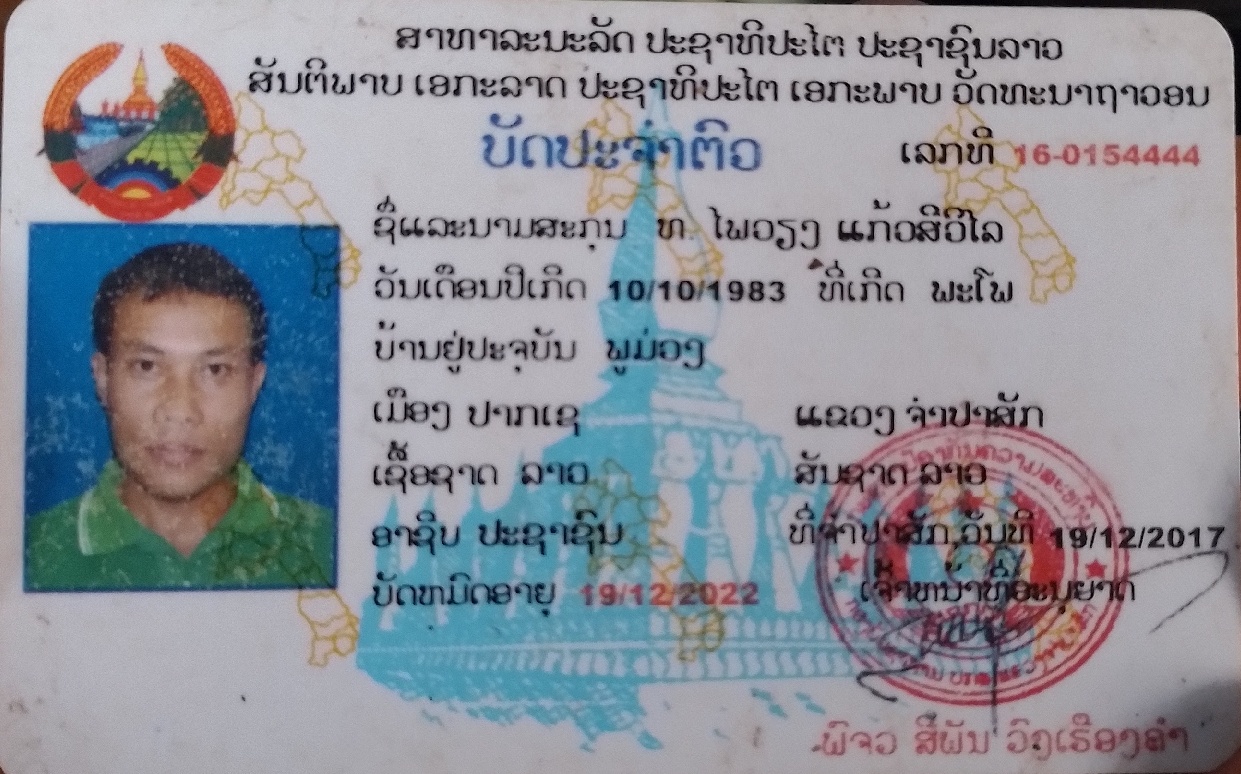 ສາທາລະນະລັດ ປະຊາທິປະໄຕ ປະຊາຊົນລາວ
ສັນຕິພາບ ເອກະລາດ ປະຊາທິປະໄຕ ເອກະພາບ ວັດທະນາຖາວອນ
ບັດປະຈຳຕົວ ເລກທີ 16-0154444
ຊື່ແລະນາມສະກຸນ ທ. ໄພວຽງ ແກ້ວສີວິໄລ
ວັນເດືອນປີເກີດ 10/10/1983 ທີ່ເກີດ ພະໂພ
ບ້ານຢູ່ປະຈຸບັນ ພູມ່ອງ
ເມືອງ ປາກເຊ ແຂວງ ຈຳປາສັກ
ເຊື້ອຊາດ ລາວ ສັນຊາດ ລາວ
ອາຊີບ ປະຊາຊົນ ທີ່ຈຳປາສັກ ວັນທີ 19/12/2017
ບັດຫມົດອາຍຸ 19/12/2022 ເຈົ້າຫນ້າທີ່ອະນຸຍາດ
ພົຈວ ສີພັນ ວົງເຮືອງຄຳ